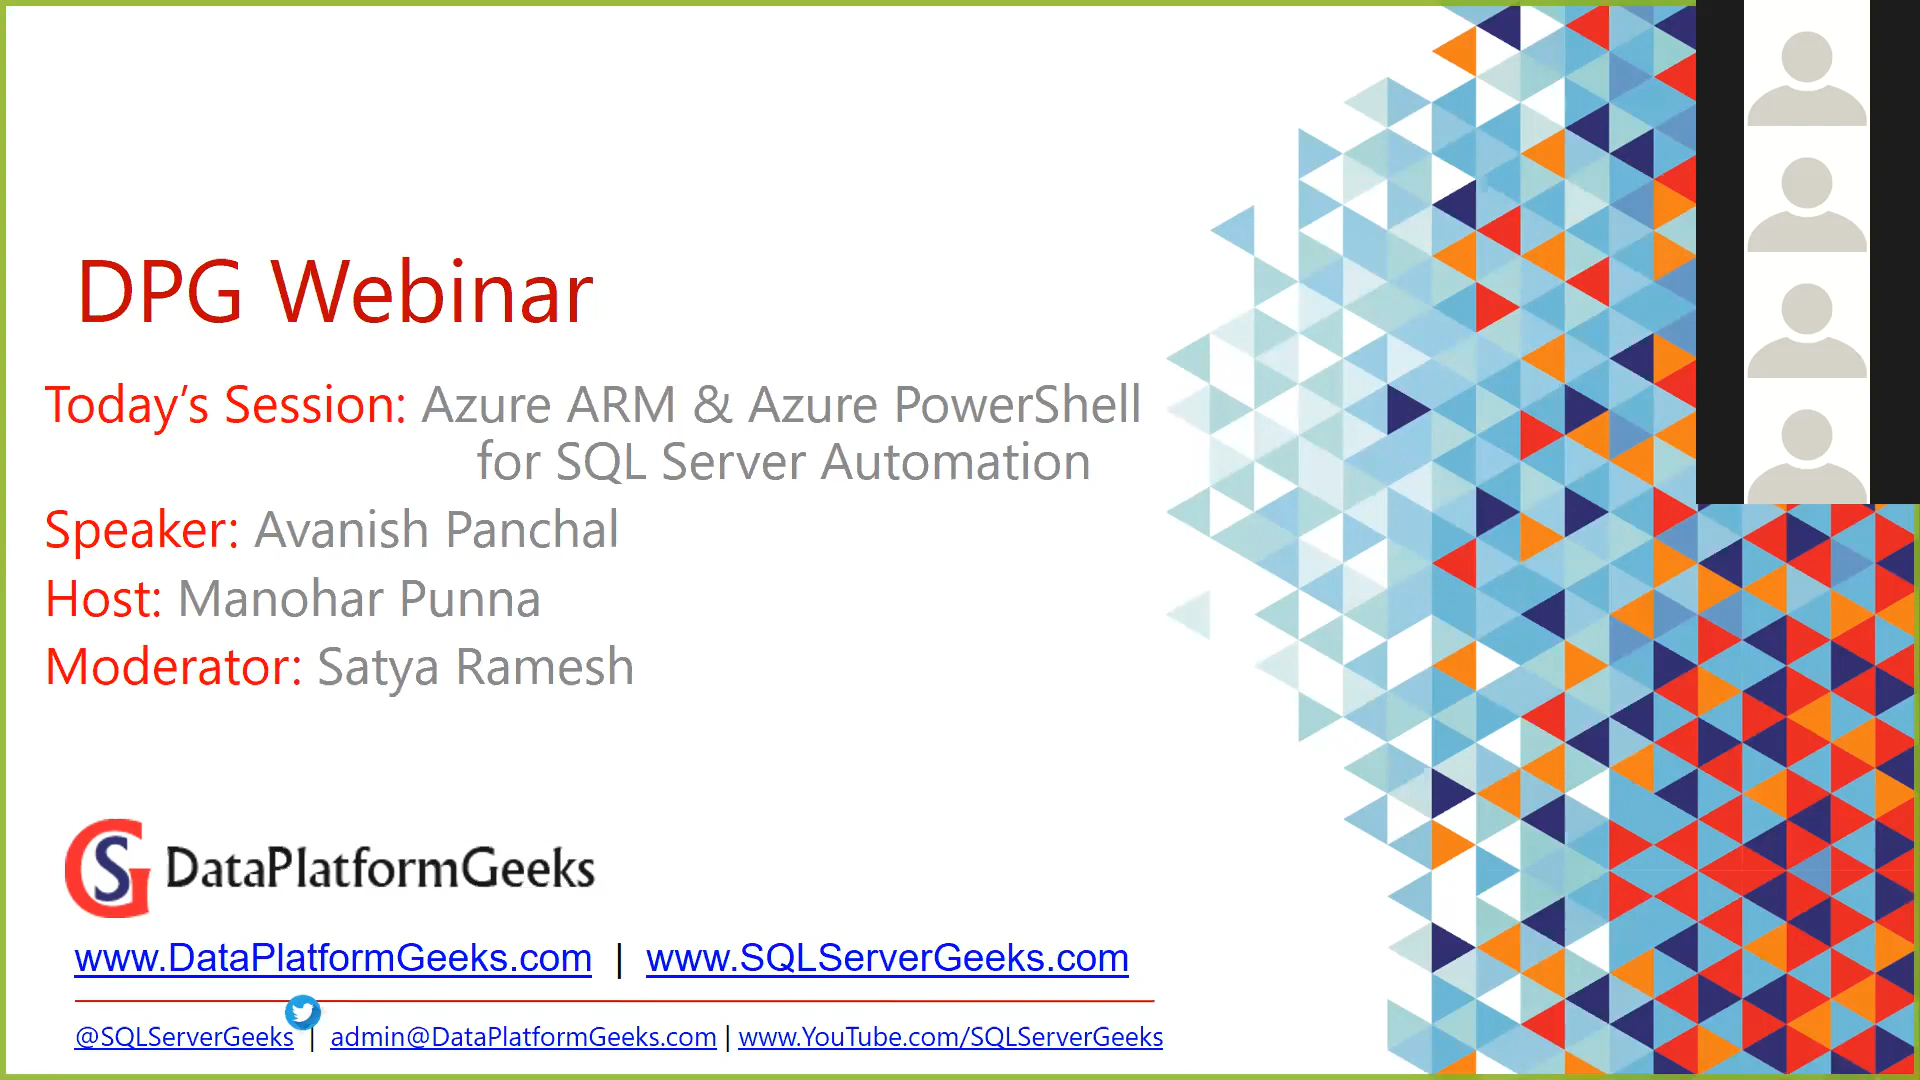 DPG Webinar
Today’s Session: Azure ARM & Azure PowerShell
for SQL Server Automation
Speaker: Avanish Panchal
Host: Manohar Punna
Moderator: Satya Ramesh
GS DataPlatformGeeks
www.DataPlatformGeeks.com | www.SQLServerGeeks.com
@SQLServerGeeks | admin@DataPlatformGeeks.com | www.YouTube.com/SQLServerGeeks